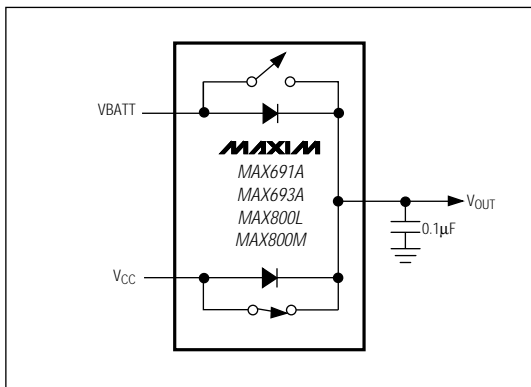 VBATT
MAXIM
MAX691A
MAX693A
MAX800L
MAX800M
VOUT
0.1µF
VCC